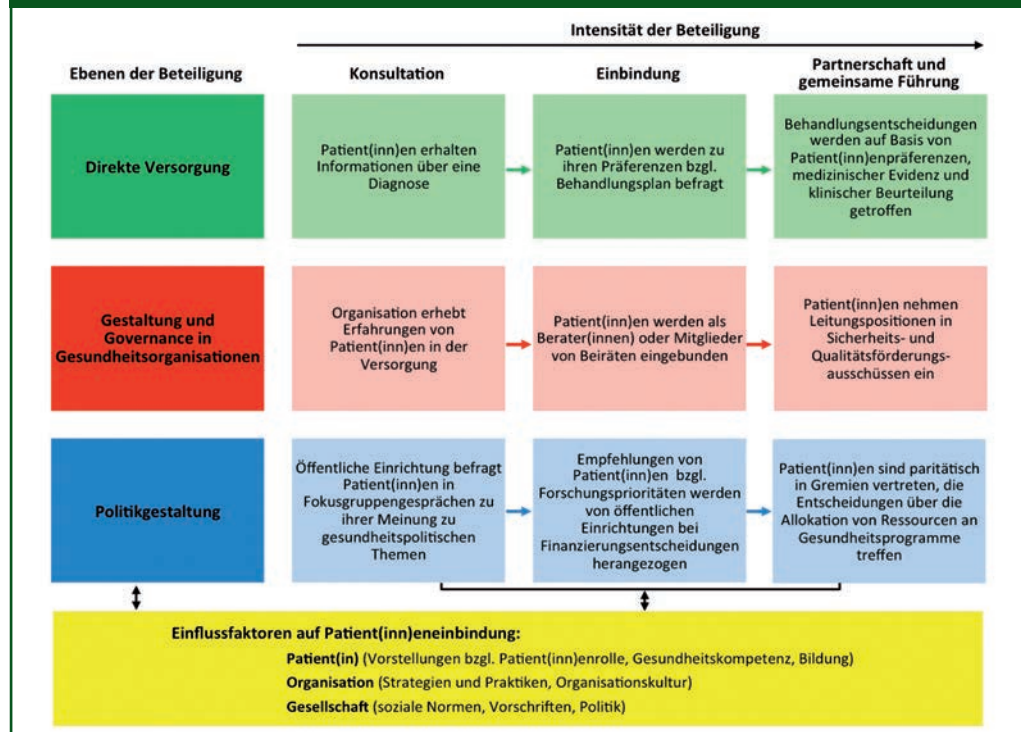 Intensität der Beteiligung
Ebenen der Beteiligung
Konsultation
Einbindung
Partnerschaft und
gemeinsame Führung
Direkte Versorgung
Patient(inn)en erhalten
Informationen über eine
Diagnose
Patient(inn)en werden zu
ihren Präferenzen bzgl.
Behandlungsplan befragt
Behandlungsentscheidungen
werden auf Basis von
Patient(inn)enpräferenzen,
medizinischer Evidenz und
klinischer Beurteilung
getroffen
Gestaltung und
Governance in
Gesundheitsorganisationen
Organisation erhebt
Erfahrungen von
Patient(inn)en in der
Versorgung
Patient(inn)en werden als
Berater(innen) oder Mitglieder
von Beiräten eingebunden
Patient(inn)en nehmen
Leitungspositionen in
Sicherheits- und
Qualitätsförderungs-
ausschüssen ein
Politikgestaltung
Öffentliche Einrichtung befragt
Patient(inn)en in
Fokusgruppengesprächen zu
ihrer Meinung zu
gesundheitspolitischen
Themen
Empfehlungen von
Patient(inn)en bzgl.
Forschungsprioritäten werden
von öffentlichen
Einrichtungen bei
Finanzierungsentscheidungen
herangezogen
Patient(inn)en sind paritätisch
in Gremien vertreten, die
Entscheidungen über die
Allokation von Ressourcen an
Gesundheitsprogramme
treffen
Einflussfaktoren auf Patient(inn)eneinbindung:
Patient(in) (Vorstellungen bzgl. Patient(inn)enrolle, Gesundheitskompetenz, Bildung)
Organisation (Strategien und Praktiken, Organisationskultur)
Gesellschaft (soziale Normen, Vorschriften, Politik)